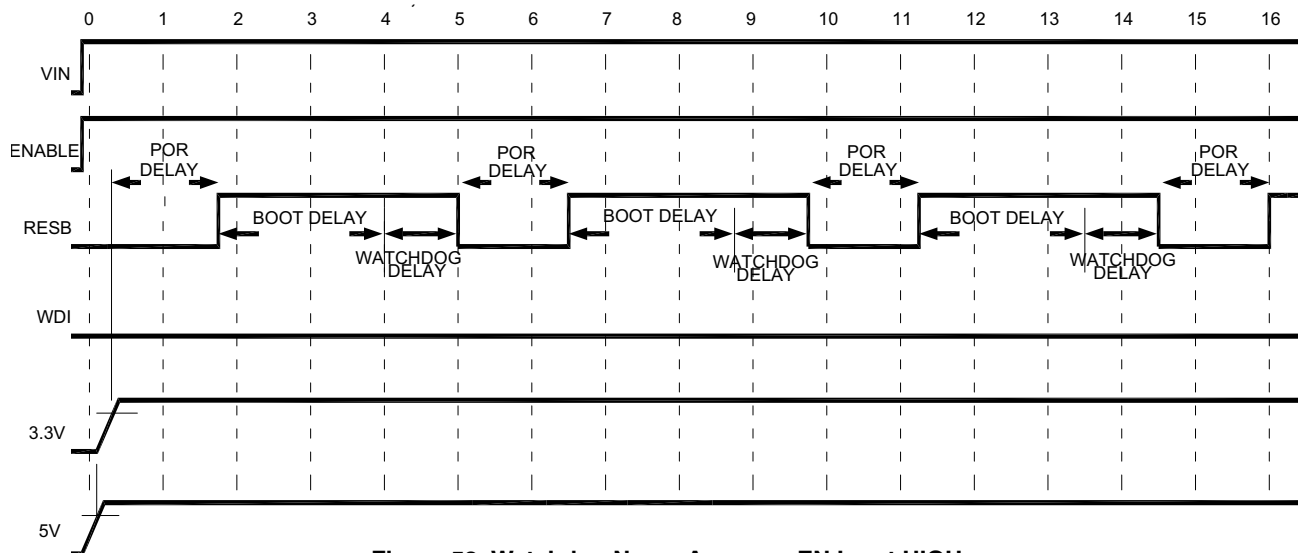 0 1 2 3 4 5 6 7 8 9 10 11 12 13 14 15 16
VIN
ENABLE
POR DELAY
POR DELAY
POR DELAY
POR DELAY
RESB
BOOT DELAY
BOOT DELAY
BOOT DELAY
WATCHDOG DELAY
WATCHDOG DELAY
WATCHDOG DELAY
WDI
3.3V
5V